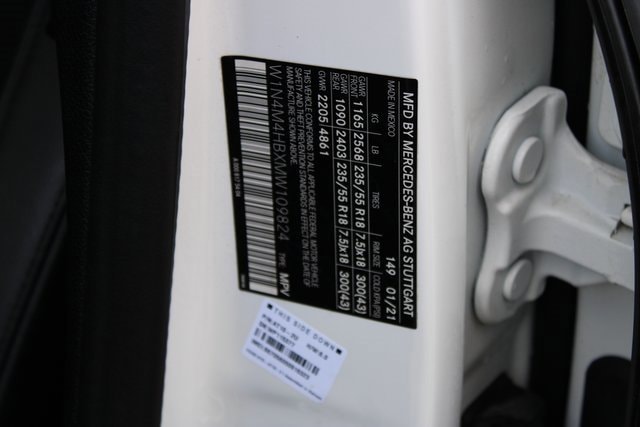 MFD BY MERCEDES-BENZ AG STUTTGART
MADE IN MEXICO 149 01/21
KG LB TIRES RIM SIZE COLD KPA (PSI)
GAWR FRONT 1165 2568 235/55 R18 7.5Jx18 300(43)
GAWR REAR 1090 2403 235/55 R18 7.5Jx18 300(43)
GVWR 2205 4861
THIS VEHICLE CONFORMS TO ALL APPLICABLE FEDERAL MOTOR VEHICLE
SAFETY AND THEFT PREVENTION STANDARDS IN EFFECT ON THE DATE OF
MANUFACTURE SHOWN ABOVE
W1N4M4HBXMW109824 TYPE: MPV
THIS SIDE DOWN